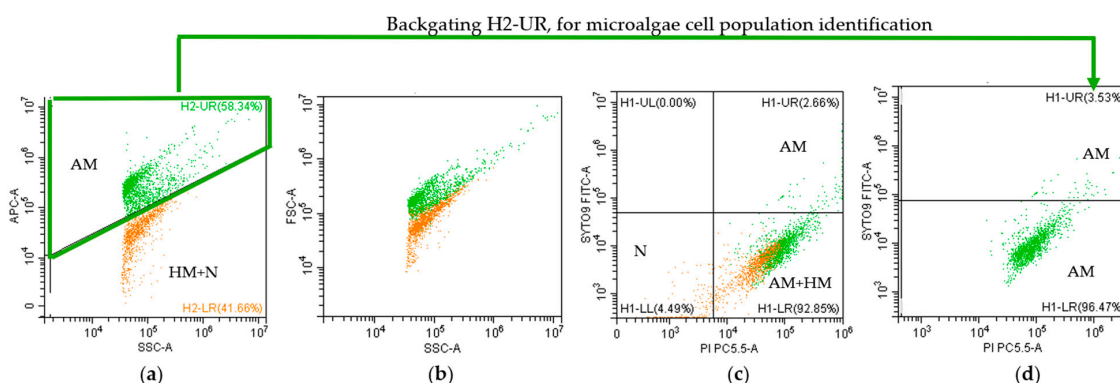 Backgating H2-UR, for microalgae cell population identification
H2-UR(58.34%)
AM
HM+N
H2-LR(41.66%)
APC-A
10^7
10^6
10^5
10^4
0
10^4 10^5 10^6 10^7
SSC-A
(a)
FSC-A
10^7
10^6
10^5
10^4
10^3
10^4 10^5 10^6 10^7
SSC-A
(b)
H1-UL(0.00%) H1-UR(2.66%)
AM
N
AM+HM
H1-LL(4.49%) H1-LR(92.85%)
SYTO9 FITC-A
10^7
10^6
10^5
10^4
10^3
0 10^3 10^4 10^5 10^6
PI PC5.5-A
(c)
H1-UR(3.53%)
AM
AM
H1-LR(96.47%)
SYTO9 FITC-A
10^7
10^6
10^5
10^4
10^3
10^3 10^4 10^5 10^6
PI PC5.5-A
(d)